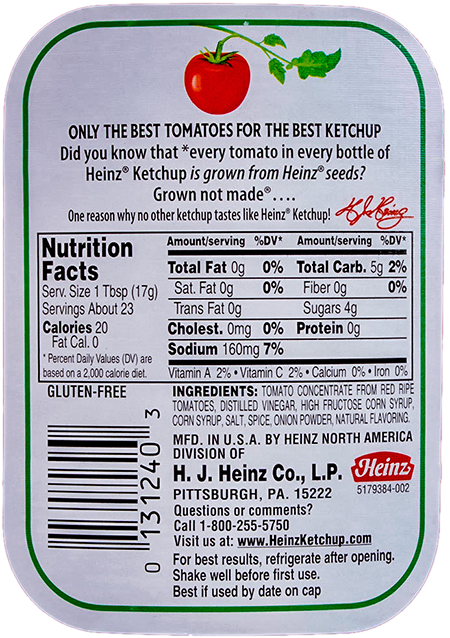 ONLY THE BEST TOMATOES FOR THE BEST KETCHUP
Did you know that *every tomato in every bottle of
Heinz® Ketchup is grown from Heinz® seeds?
Grown not made®....
One reason why no other ketchup tastes like Heinz® Ketchup!
H.J. Heinz
Nutrition
Facts
Serv. Size 1 Tbsp (17g)
Servings About 23
Calories 20
Fat Cal. 0
* Percent Daily Values (DV) are
based on a 2,000 calorie diet.
Amount/serving %DV* Amount/serving %DV*
Total Fat 0g 0% Total Carb. 5g 2%
Sat. Fat 0g 0% Fiber 0g 0%
Trans Fat 0g Sugars 4g
Cholest. 0mg 0% Protein 0g
Sodium 160mg 7%
Vitamin A 2% • Vitamin C 2% • Calcium 0% • Iron 0%
GLUTEN-FREE
0 131240 3
INGREDIENTS: TOMATO CONCENTRATE FROM RED RIPE
TOMATOES, DISTILLED VINEGAR, HIGH FRUCTOSE CORN SYRUP,
CORN SYRUP, SALT, SPICE, ONION POWDER, NATURAL FLAVORING.
MFD. IN U.S.A. BY HEINZ NORTH AMERICA
DIVISION OF
H. J. Heinz Co., L.P.
PITTSBURGH, PA. 15222
Heinz
5179384-002
Questions or comments?
Call 1-800-255-5750
Visit us at: www.HeinzKetchup.com
For best results, refrigerate after opening.
Shake well before first use.
Best if used by date on cap